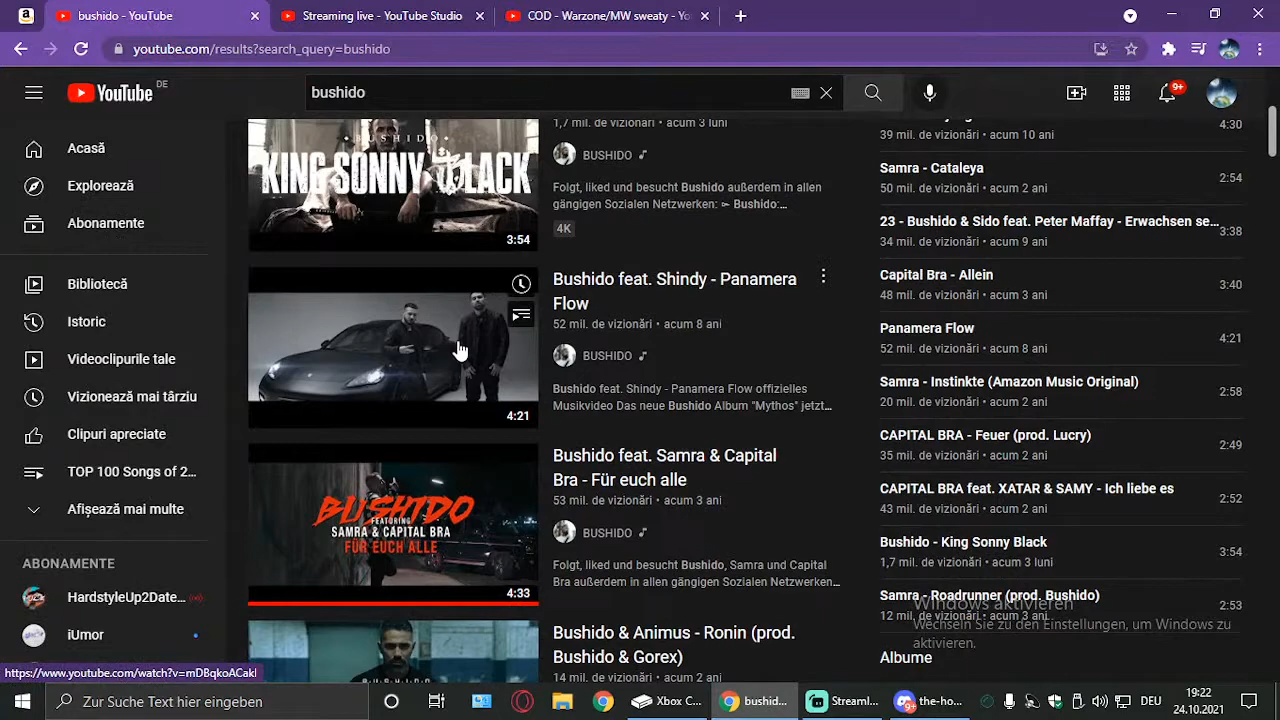 bushido - YouTube
Streaming live - YouTube Studio
COD - Warzone/MW sweaty - Yo
youtube.com/results?search_query=bushido
YouTube DE
bushido
9+
Acasă
Explorează
Abonamente
Bibliotecă
Istoric
Videoclipurile tale
Vizionează mai târziu
Clipuri apreciate
TOP 100 Songs of 2...
Afișează mai multe
ABONAMENTE
HardstyleUp2Date...
iUmor
BUSHIDO
KING SONNY BLACK
3:54
1,7 mil. de vizionări • acum 3 luni
BUSHIDO
Folgt, liked und besucht Bushido außerdem in allen
gängigen Sozialen Netzwerken: ➢ Bushido:...
4K
4:21
Bushido feat. Shindy - Panamera
Flow
52 mil. de vizionări • acum 8 ani
BUSHIDO
Bushido feat. Shindy - Panamera Flow offizielles
Musikvideo Das neue Bushido Album "Mythos" jetzt...
BUSHIDO
FEATURING
SAMRA & CAPITAL BRA
FÜR EUCH ALLE
4:33
Bushido feat. Samra & Capital
Bra - Für euch alle
53 mil. de vizionări • acum 3 ani
BUSHIDO
Folgt, liked und besucht Bushido, Samra und Capital
Bra außerdem in allen gängigen Sozialen Netzwerken...
Bushido & Animus - Ronin (prod.
Bushido & Gorex)
14 mil. de vizionări • acum 2 ani
39 mil. de vizionări • acum 10 ani
4:30
Samra - Cataleya
50 mil. de vizionări • acum 2 ani
2:54
23 - Bushido & Sido feat. Peter Maffay - Erwachsen se...
34 mil. de vizionări • acum 9 ani
3:38
Capital Bra - Allein
48 mil. de vizionări • acum 3 ani
3:40
Panamera Flow
52 mil. de vizionări • acum 8 ani
4:21
Samra - Instinkte (Amazon Music Original)
20 mil. de vizionări • acum 2 ani
2:58
CAPITAL BRA - Feuer (prod. Lucry)
35 mil. de vizionări • acum 2 ani
2:49
CAPITAL BRA feat. XATAR & SAMY - Ich liebe es
43 mil. de vizionări • acum 2 ani
2:52
Bushido - King Sonny Black
1,7 mil. de vizionări • acum 3 luni
3:54
Samra - Roadrunner (prod. Bushido)
12 mil. de vizionări • acum 3 ani
2:53
Albume
Windows aktivieren
Wechseln Sie zu den Einstellungen, um Windows zu
aktivieren.
https://www.youtube.com/watch?v=mDBqkoACakI
Zur Suche Text hier eingeben
Xbox C...
bushid...
Streaml...
the-ho...
DEU
19:22
24.10.2021